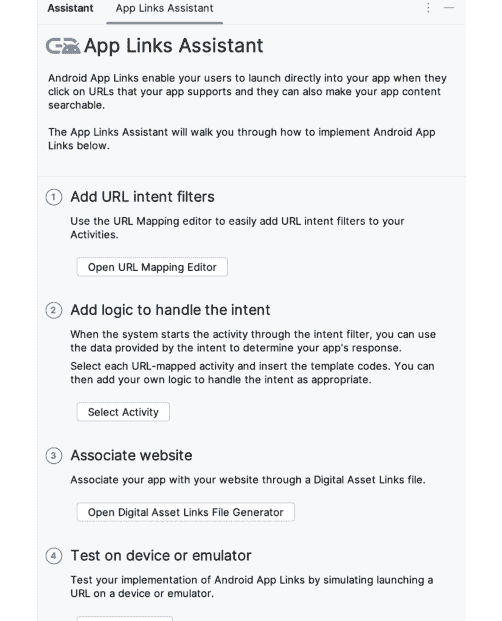 Assistant App Links Assistant
App Links Assistant
Android App Links enable your users to launch directly into your app when they
click on URLs that your app supports and they can also make your app content
searchable.
The App Links Assistant will walk you through how to implement Android App
Links below.
1 Add URL intent filters
Use the URL Mapping editor to easily add URL intent filters to your
Activities.
Open URL Mapping Editor
2 Add logic to handle the intent
When the system starts the activity through the intent filter, you can use
the data provided by the intent to determine your app's response.
Select each URL-mapped activity and insert the template codes. You can
then add your own logic to handle the intent as appropriate.
Select Activity
3 Associate website
Associate your app with your website through a Digital Asset Links file.
Open Digital Asset Links File Generator
4 Test on device or emulator
Test your implementation of Android App Links by simulating launching a
URL on a device or emulator.